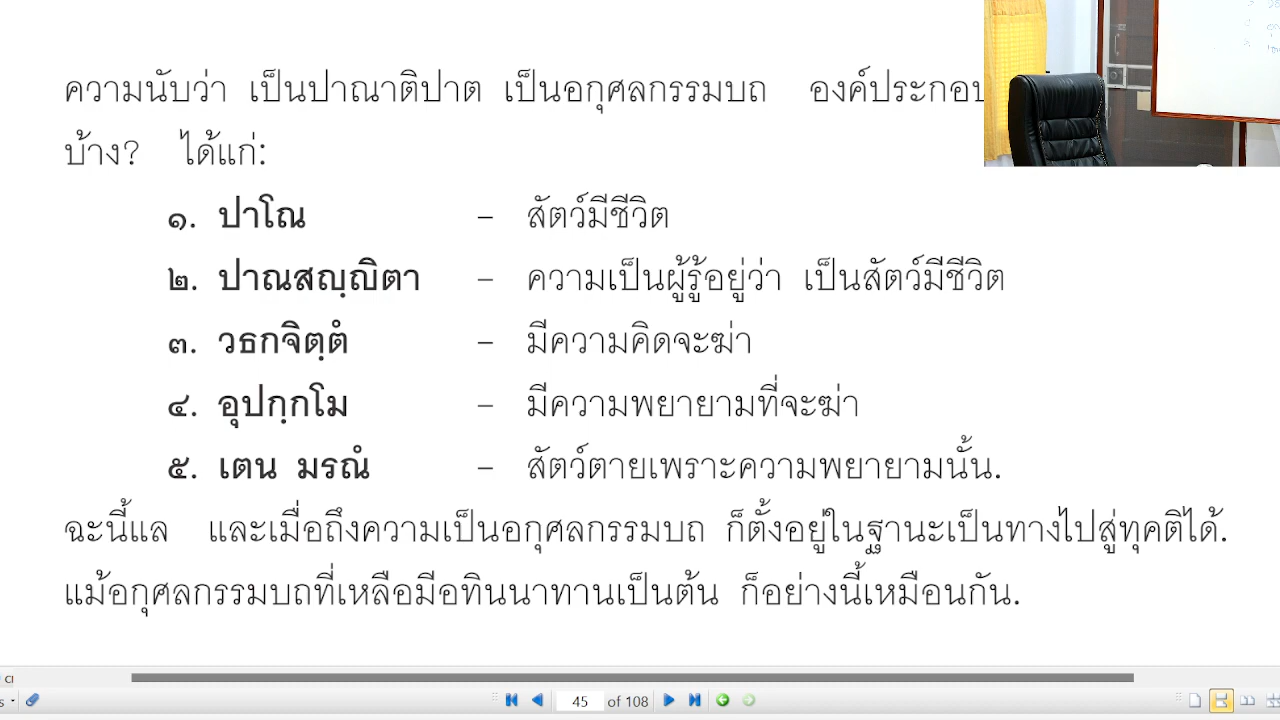 ความนับว่า เป็นปาณาติปาต เป็นอกุศลกรรมบถ องค์ประกอบ
บ้าง? ได้แก่:
๑. ปาโณ – สัตว์มีชีวิต
๒. ปาณสญฺญิตา – ความเป็นผู้รู้อยู่ว่า เป็นสัตว์มีชีวิต
๓. วธกจิตฺตํ – มีความคิดจะฆ่า
๔. อุปกฺกโม – มีความพยายามที่จะฆ่า
๕. เตน มรณํ – สัตว์ตายเพราะความพยายามนั้น.
ฉะนี้แล และเมื่อถึงความเป็นอกุศลกรรมบถ ก็ตั้งอยู่ในฐานะเป็นทางไปสู่ทุคติได้.
แม้อกุศลกรรมบถที่เหลือมีอทินนาทานเป็นต้น ก็อย่างนี้เหมือนกัน.
45 of 108